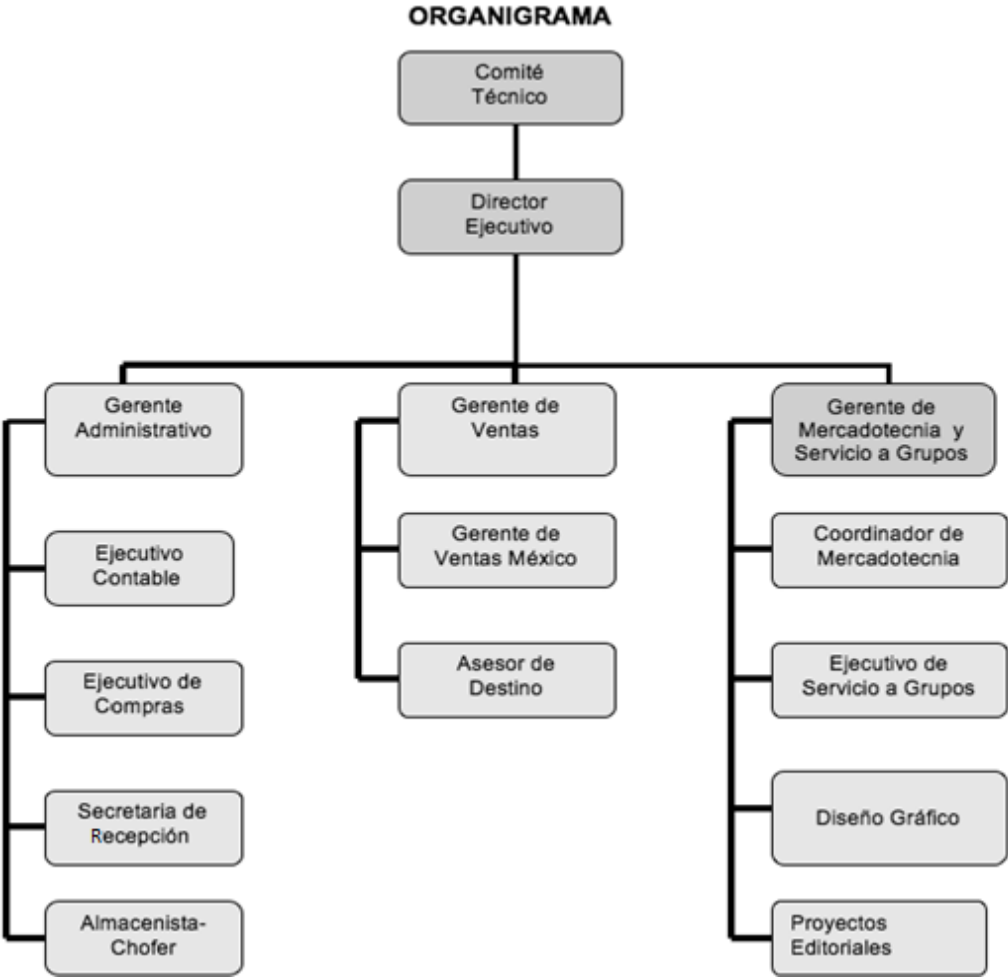 ORGANIGRAMA
Comité
Técnico
Director
Ejecutivo
Gerente
Administrativo
Ejecutivo
Contable
Ejecutivo de
Compras
Secretaria de
Recepción
Almacenista-
Chofer
Gerente de
Ventas
Gerente de
Ventas México
Asesor de
Destino
Gerente de
Mercadotecnia y
Servicio a Grupos
Coordinador de
Mercadotecnia
Ejecutivo de
Servicio a Grupos
Diseño Gráfico
Proyectos
Editoriales